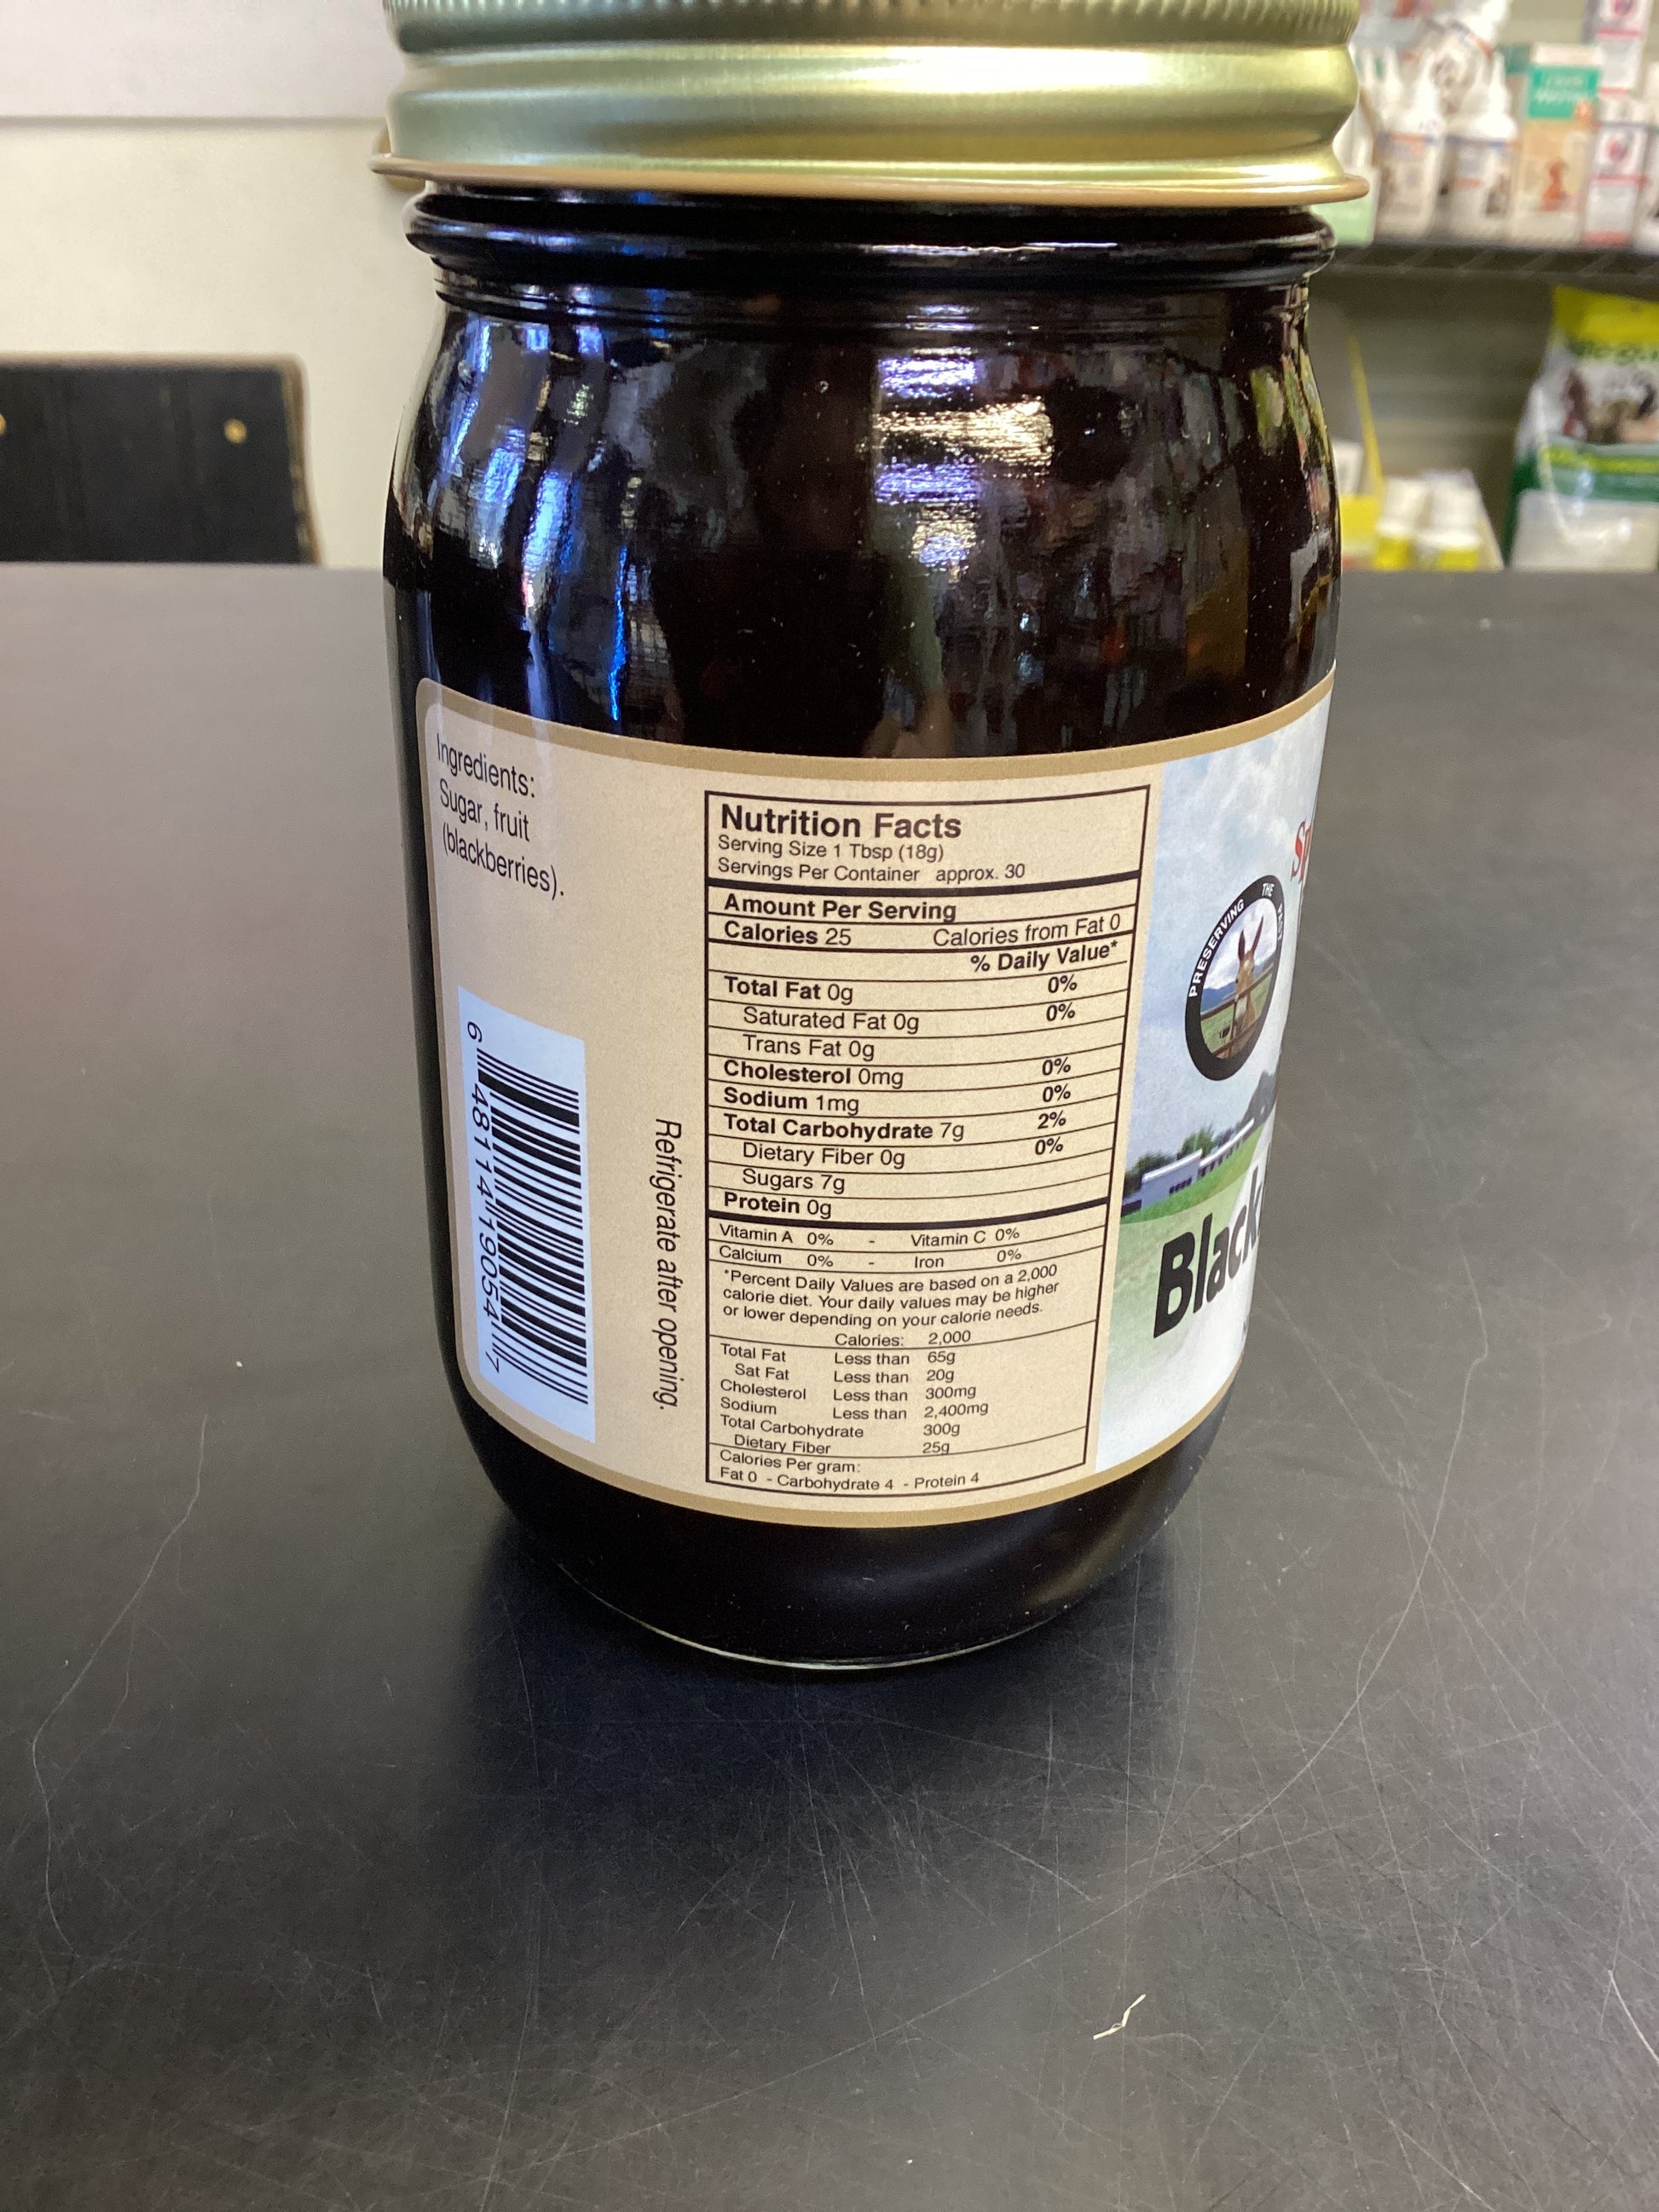 Ingredients:
Sugar, fruit
(blackberries).
6 48114 19054 7
Refrigerate after opening.
Nutrition Facts
Serving Size 1 Tbsp (18g)
Servings Per Container approx. 30
Amount Per Serving
Calories 25 Calories from Fat 0
% Daily Value*
Total Fat 0g 0%
Saturated Fat 0g 0%
Trans Fat 0g
Cholesterol 0mg 0%
Sodium 1mg 0%
Total Carbohydrate 7g 2%
Dietary Fiber 0g 0%
Sugars 7g
Protein 0g
Vitamin A 0% - Vitamin C 0%
Calcium 0% - Iron 0%
*Percent Daily Values are based on a 2,000
calorie diet. Your daily values may be higher
or lower depending on your calorie needs.
Calories: 2,000
Total Fat Less than 65g
Sat Fat Less than 20g
Cholesterol Less than 300mg
Sodium Less than 2,400mg
Total Carbohydrate 300g
Dietary Fiber 25g
Calories Per gram:
Fat 0 - Carbohydrate 4 - Protein 4
PRESERVING THE PAST